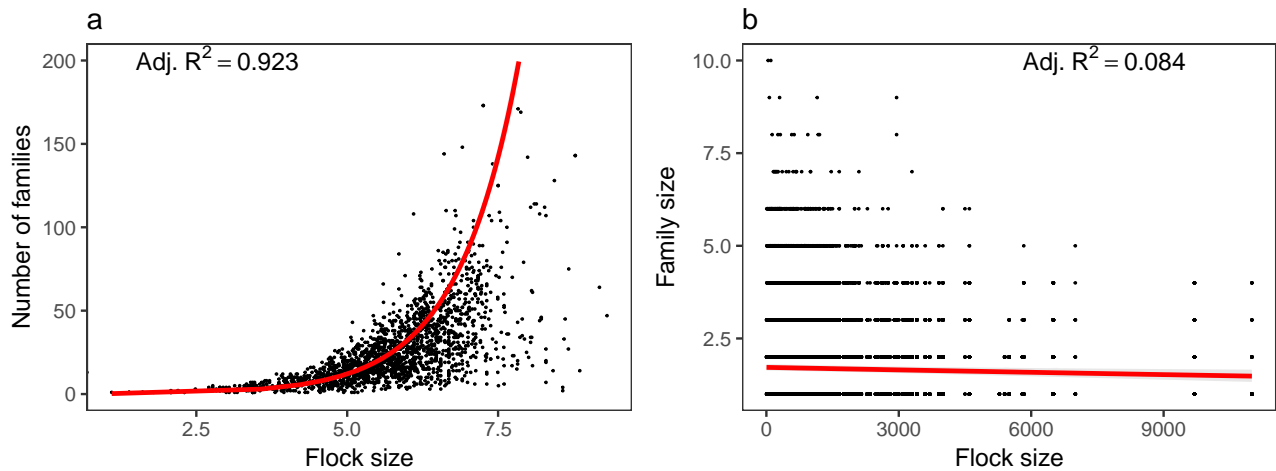 a
Adj. R² = 0.923
Number of families
200
150
100
50
0
2.5
5.0
7.5
Flock size
b
Adj. R² = 0.084
Family size
10.0
7.5
5.0
2.5
0
3000
6000
9000
Flock size